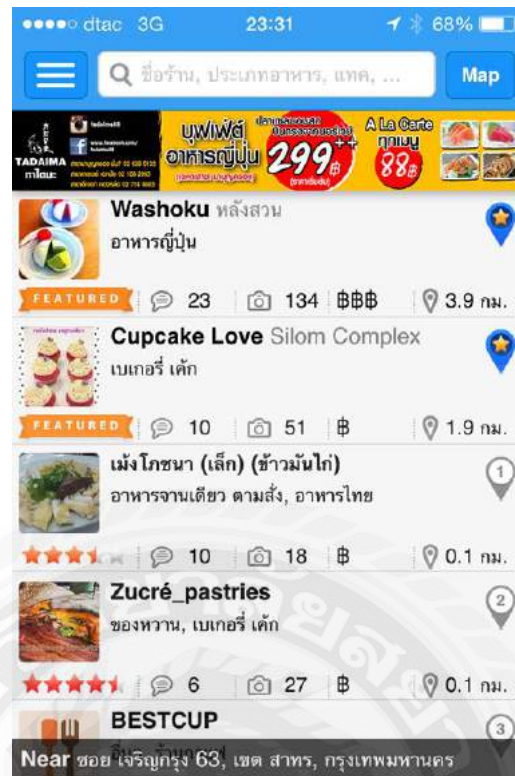 dtac 3G 23:31 68%
ชื่อร้าน, ประเภทอาหาร, แทค, ... Map
TADAIMA
ทาไดมะ
บุฟเฟ่ต์
อาหารญี่ปุ่น
299++
฿
A La Carte
ทุกเมนู
88฿
Washoku หลังสวน
อาหารญี่ปุ่น
FEATURED 23 134 ฿฿฿ 3.9 กม.
Cupcake Love Silom Complex
เบเกอรี่ เค้ก
FEATURED 10 51 ฿ 1.9 กม.
เม้งโภชนา (เล็ก) (ข้าวมันไก่)
1
อาหารจานเดียว ตามสั่ง, อาหารไทย
10 18 ฿ 0.1 กม.
Zucré_pastries
2
ของหวาน, เบเกอรี่ เค้ก
6 27 ฿ 0.1 กม.
BESTCUP
3
Near ซอย เจริญกรุง 63, เขต สาทร, กรุงเทพมหานคร